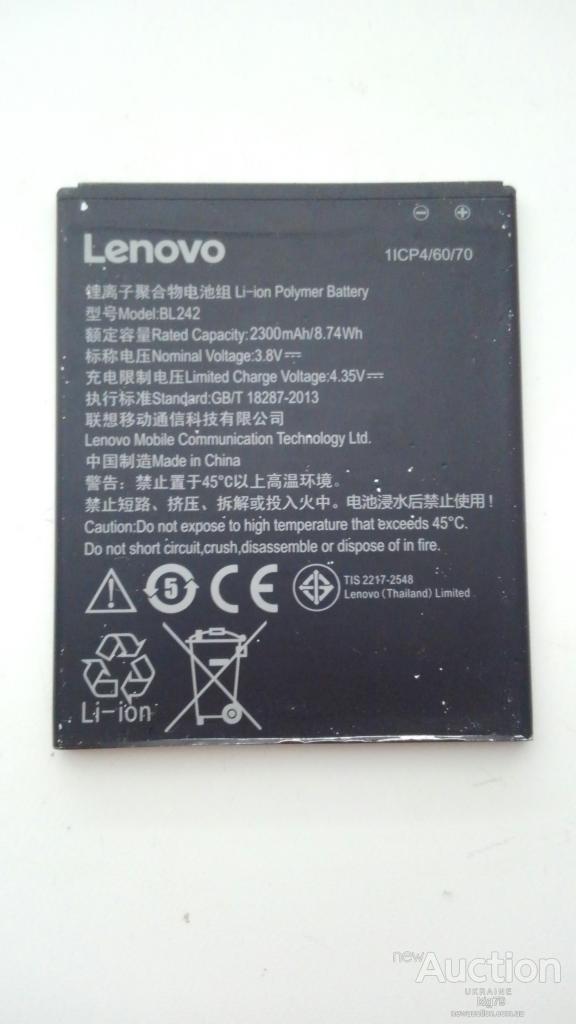 Lenovo
1ICP4/60/70
锂离子聚合物电池组 Li-ion Polymer Battery
型号Model:BL242
额定容量Rated Capacity:2300mAh/8.74Wh
标称电压Nominal Voltage:3.8V⎓
充电限制电压Limited Charge Voltage:4.35V⎓
执行标准Standard:GB/T 18287-2013
联想移动通信科技有限公司
Lenovo Mobile Communication Technology Ltd.
中国制造Made in China
警告：禁止置于45°C以上高温环境。
禁止短路、挤压、拆解或投入火中。电池浸水后禁止使用！
Caution:Do not expose to high temperature that exceeds 45°C.
Do not short circuit,crush,disassemble or dispose of in fire.
5 CE
TIS 2217-2548
Lenovo (Thailand) Limited
Li-ion
new Auction
UKRAINE
klg75
newauction.com.ua